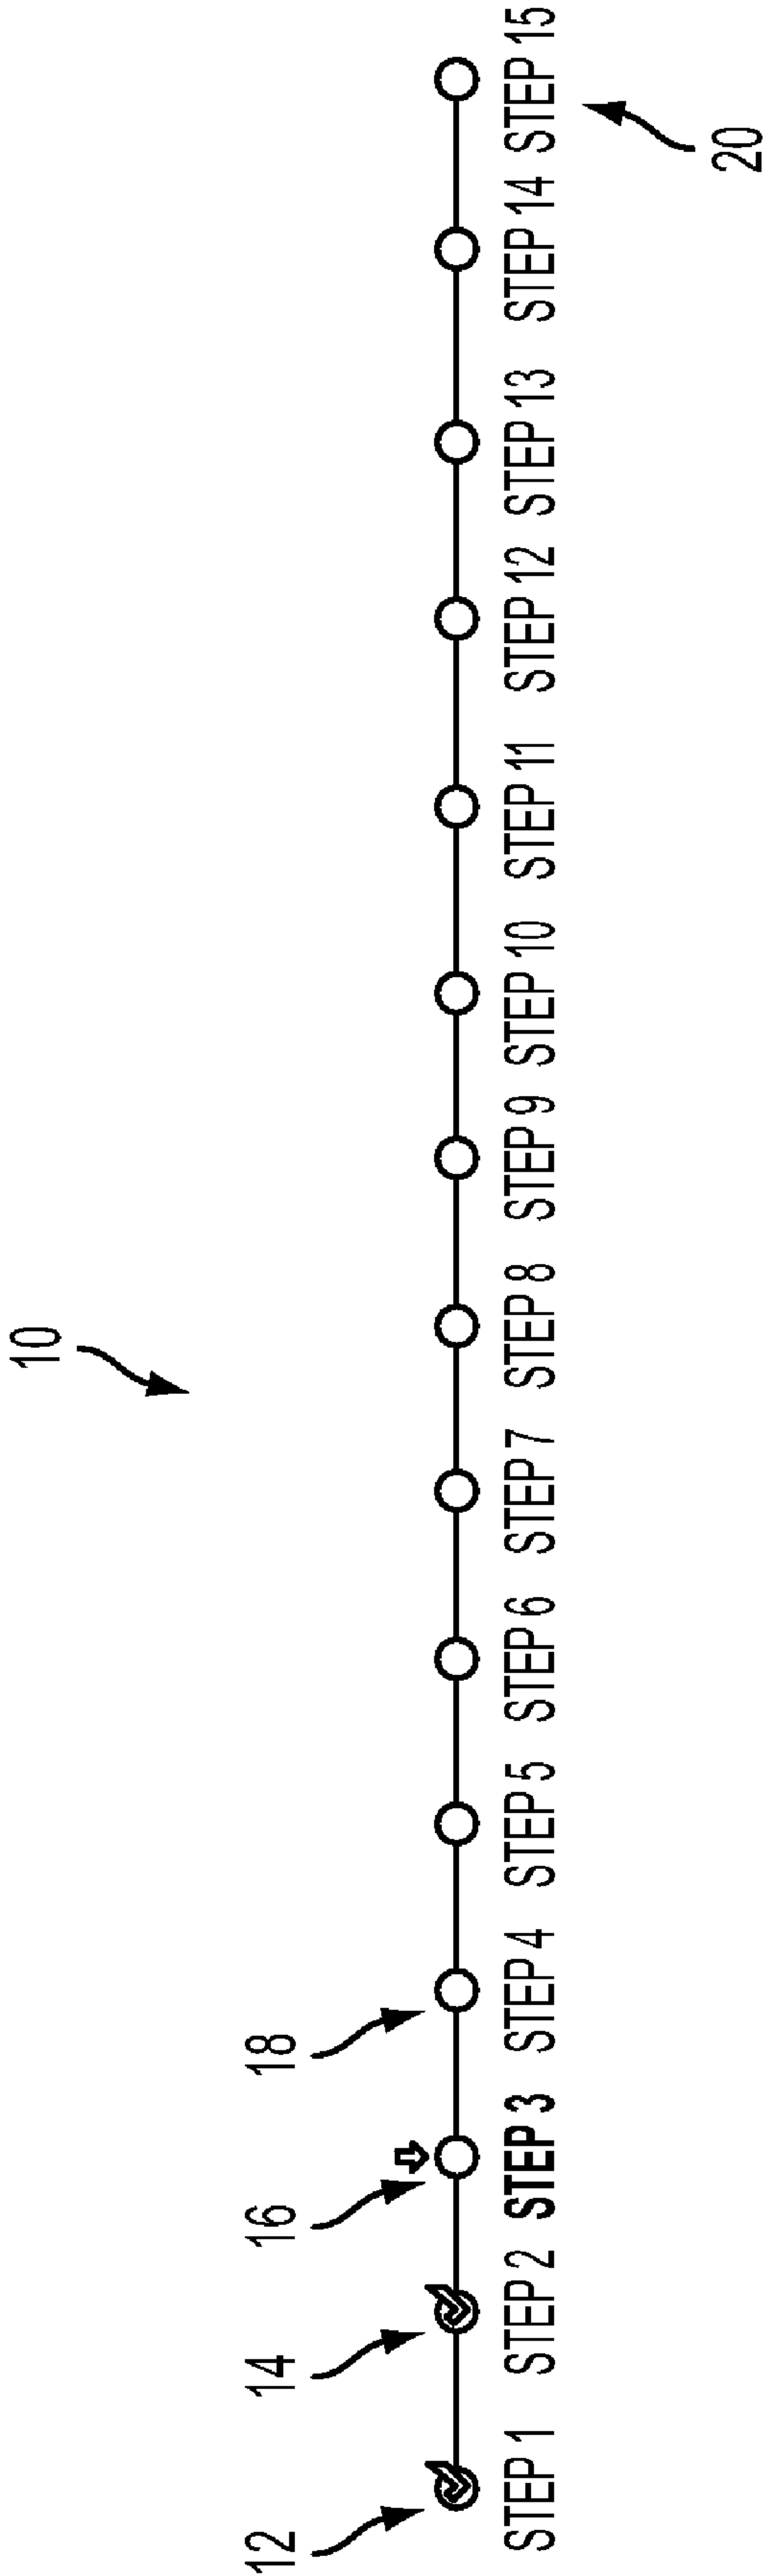 10
12
14
16
18
STEP 1
STEP 2
STEP 3
STEP 4
STEP 5
STEP 6
STEP 7
STEP 8
STEP 9
STEP 10
STEP 11
STEP 12
STEP 13
STEP 14
STEP 15
20